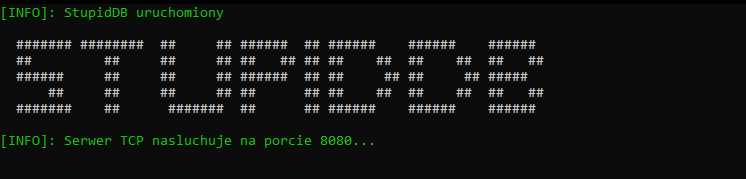 [INFO]: StupidDB uruchomiony
STUPIDDB
[INFO]: Serwer TCP nasluchuje na porcie 8080...